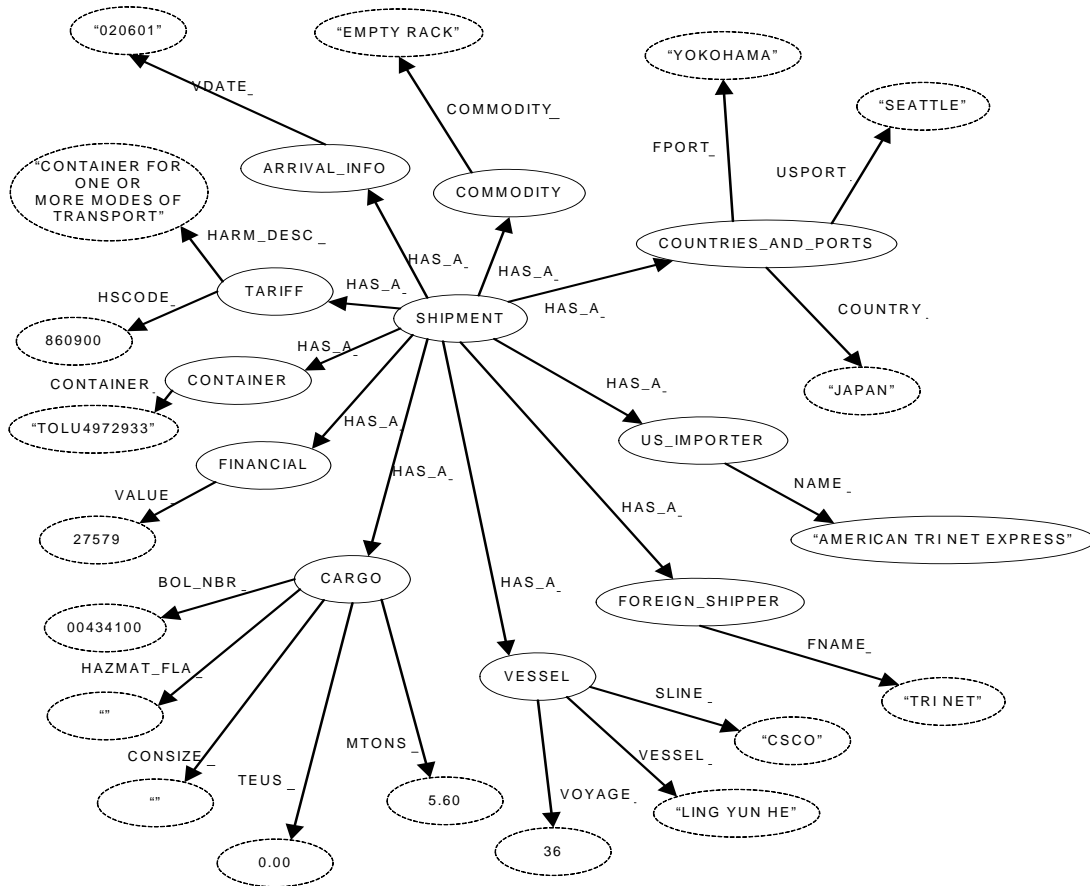 “020601”
“EMPTY RACK”
“YOKOHAMA”
“SEATTLE”
VDATE_
COMMODITY_
FPORT_
USPORT_
“CONTAINER FOR
ONE OR
MORE MODES OF
TRANSPORT”
ARRIVAL_INFO
COMMODITY
HARM_DESC_
COUNTRIES_AND_PORTS
HAS_A_
HAS_A_
HAS_A_
HAS_A_
TARIFF
HSCODE_
SHIPMENT
COUNTRY_
860900
HAS_A_
CONTAINER_
CONTAINER
HAS_A_
“JAPAN”
“TOLU4972933”
HAS_A_
US_IMPORTER
FINANCIAL
HAS_A_
NAME_
VALUE_
HAS_A_
27579
“AMERICAN TRI NET EXPRESS”
HAS_A_
BOL_NBR_
CARGO
FOREIGN_SHIPPER
00434100
FNAME_
HAZMAT_FLA_
VESSEL
SLINE_
“TRI NET”
“”
“CSCO”
MTONS_
CONSIZE_
VESSEL_
TEUS_
VOYAGE_
“”
5.60
“LING YUN HE”
36
0.00